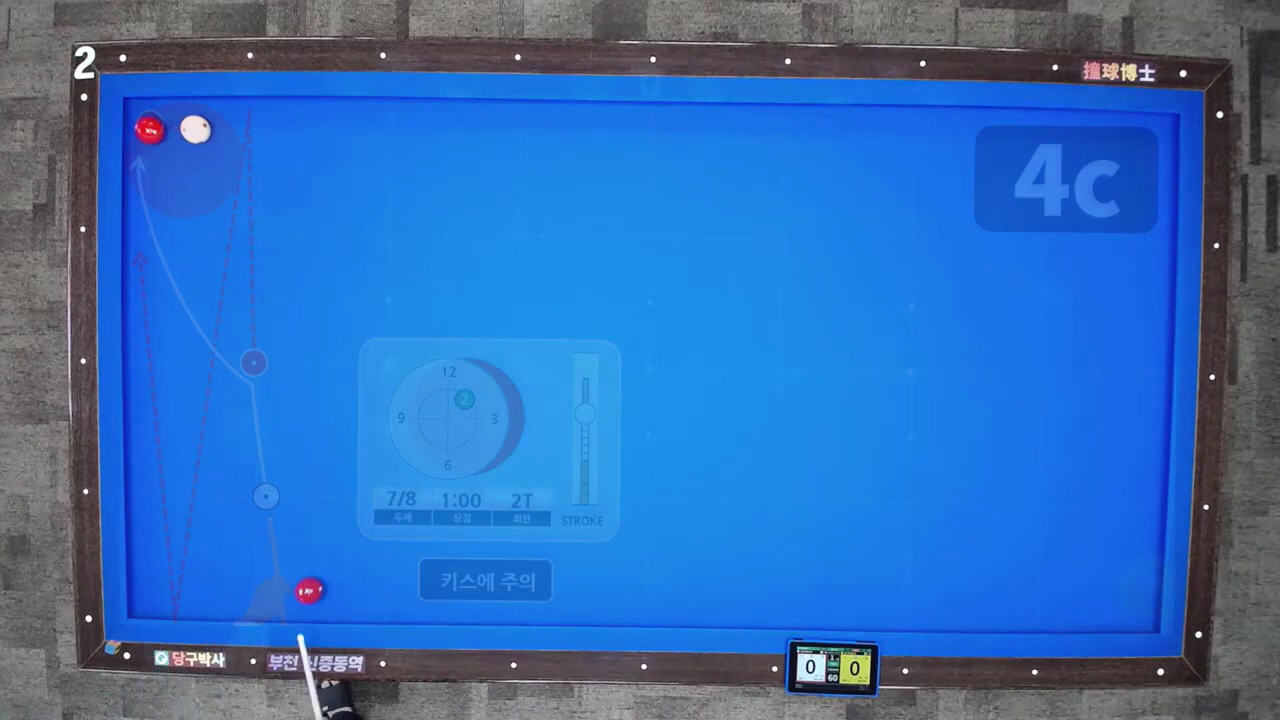 2
撞球博士
4c
12
2
9
3
6
7/8 1:00 2T
두께 당점 회전
STROKE
키스에 주의
당구박사
부천 신중동역
0 0
60